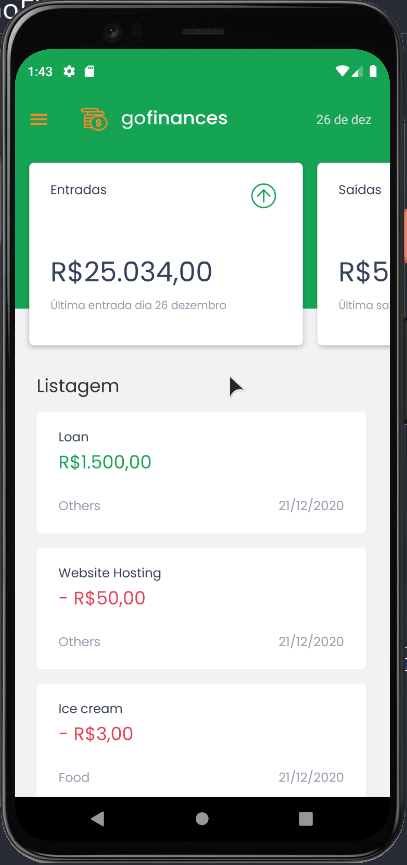 1:43
gofinances
26 de dez
Entradas
R$25.034,00
Última entrada dia 26 dezembro
Saídas
R$5
Última sa
Listagem
Loan
R$1.500,00
Others
21/12/2020
Website Hosting
- R$50,00
Others
21/12/2020
Ice cream
- R$3,00
Food
21/12/2020